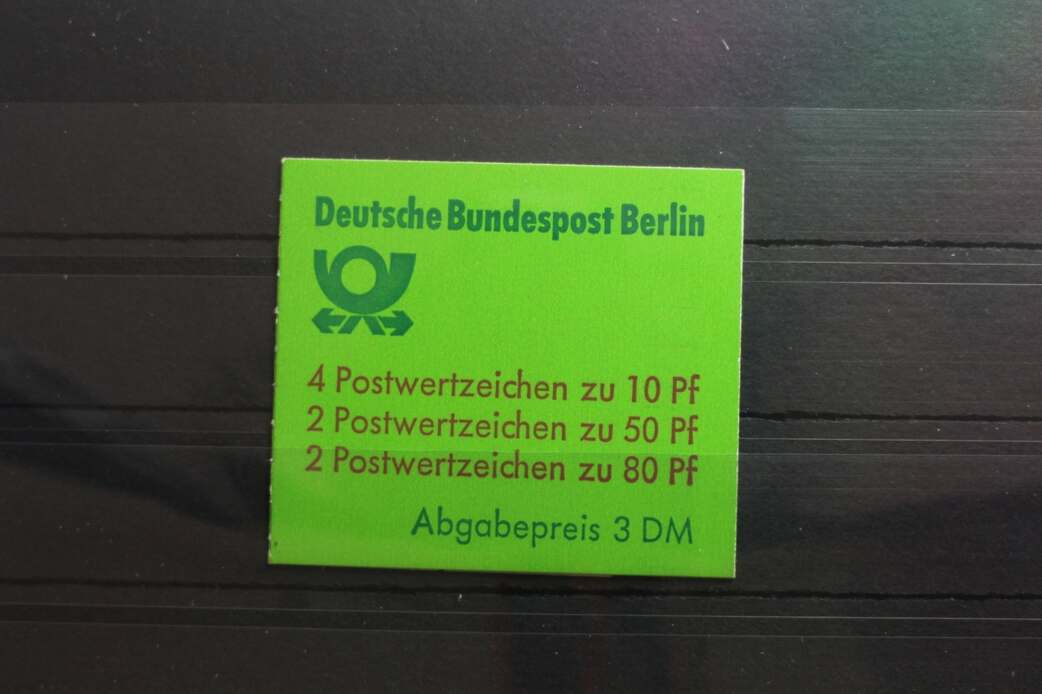 Deutsche Bundespost Berlin
4 Postwertzeichen zu 10 Pf
2 Postwertzeichen zu 50 Pf
2 Postwertzeichen zu 80 Pf
Abgabepreis 3 DM